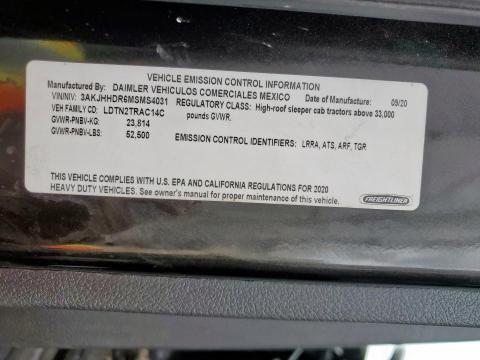 VEHICLE EMISSION CONTROL INFORMATION
Manufactured By: DAIMLER VEHICULOS COMERCIALES MEXICO Date of Manufacture: 09/20
VIN/NIV: 3AKJHHDR6MSMS4031 REGULATORY CLASS: High-roof sleeper cab tractors above 33,000
VEH FAMILY CD: LDTN2TRAC14C pounds GVWR.
GVWR-PNBV-KG: 23,814
GVWR-PNBV-LBS: 52,500 EMISSION CONTROL IDENTIFIERS: LRRA, ATS, ARF, TGR
THIS VEHICLE COMPLIES WITH U.S. EPA AND CALIFORNIA REGULATIONS FOR 2020
HEAVY DUTY VEHICLES. See owner's manual for proper maintenance of this vehicle.
FREIGHTLINER